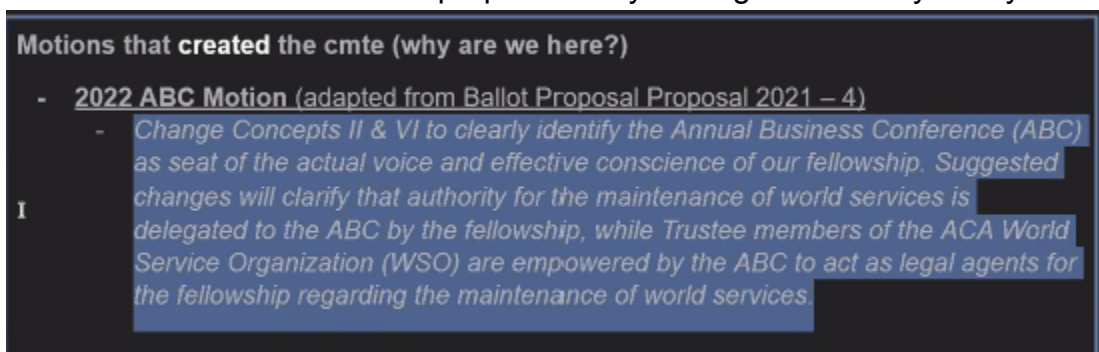 Motions that created the cmte (why are we here?)
- 2022 ABC Motion (adapted from Ballot Proposal Proposal 2021 – 4)
- Change Concepts II & VI to clearly identify the Annual Business Conference (ABC)
as seat of the actual voice and effective conscience of our fellowship. Suggested
changes will clarify that authority for the maintenance of world services is
delegated to the ABC by the fellowship, while Trustee members of the ACA World
Service Organization (WSO) are empowered by the ABC to act as legal agents for
the fellowship regarding the maintenance of world services.